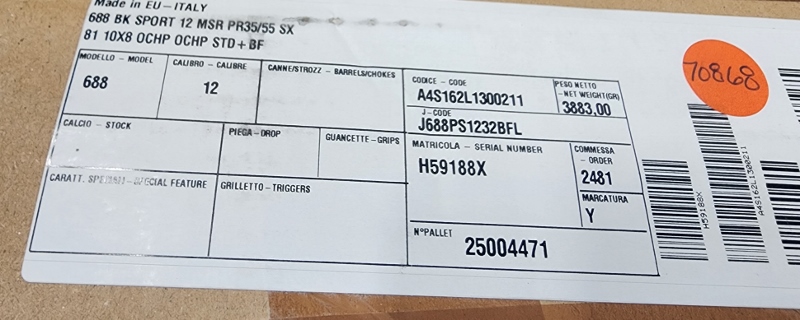 Made in EU-ITALY
688 BK SPORT 12 MSR PR35/55 SX
81 10X8 OCHP OCHP STD+BF
MODELLO - MODEL
688
CALIBRO - CALIBRE
12
CANNE/STROZZ - BARRELS/CHOKES
CODICE - CODE
A4S162L1300211
PESO NETTO
- NET WEIGHT(GR)
3883,00
J-CODE
J688PS1232BFL
CALCIO - STOCK
PIEGA-DROP
GUANCETTE-GRIPS
MATRICOLA - SERIAL NUMBER
H59188X
COMMESSA
- ORDER
2481
MARCATURA
Y
CARATT. SPECIALI-SPECIAL FEATURE
GRILLETTO-TRIGGERS
N°PALLET
25004471
70868
H59188X
A4S162L1300211